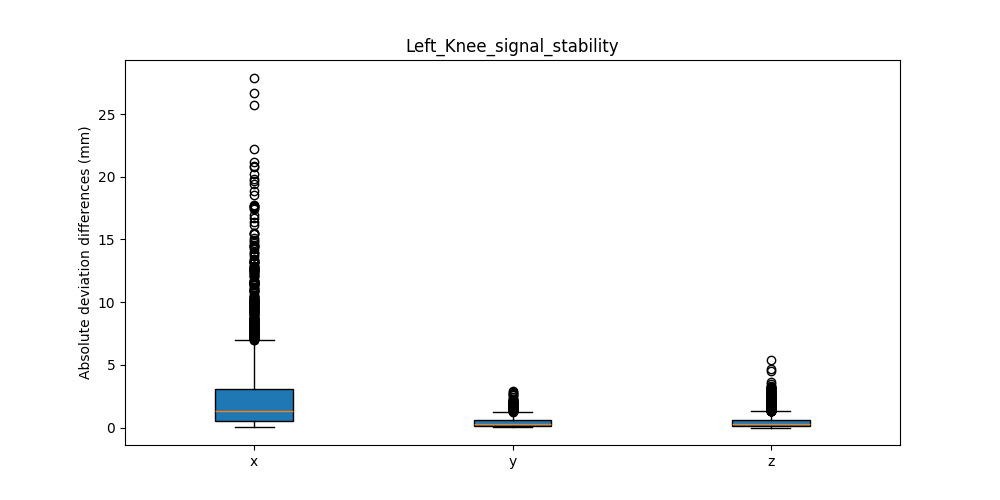 Left_Knee_signal_stability
Absolute deviation differences (mm)
25
20
15
10
5
0
x
y
z